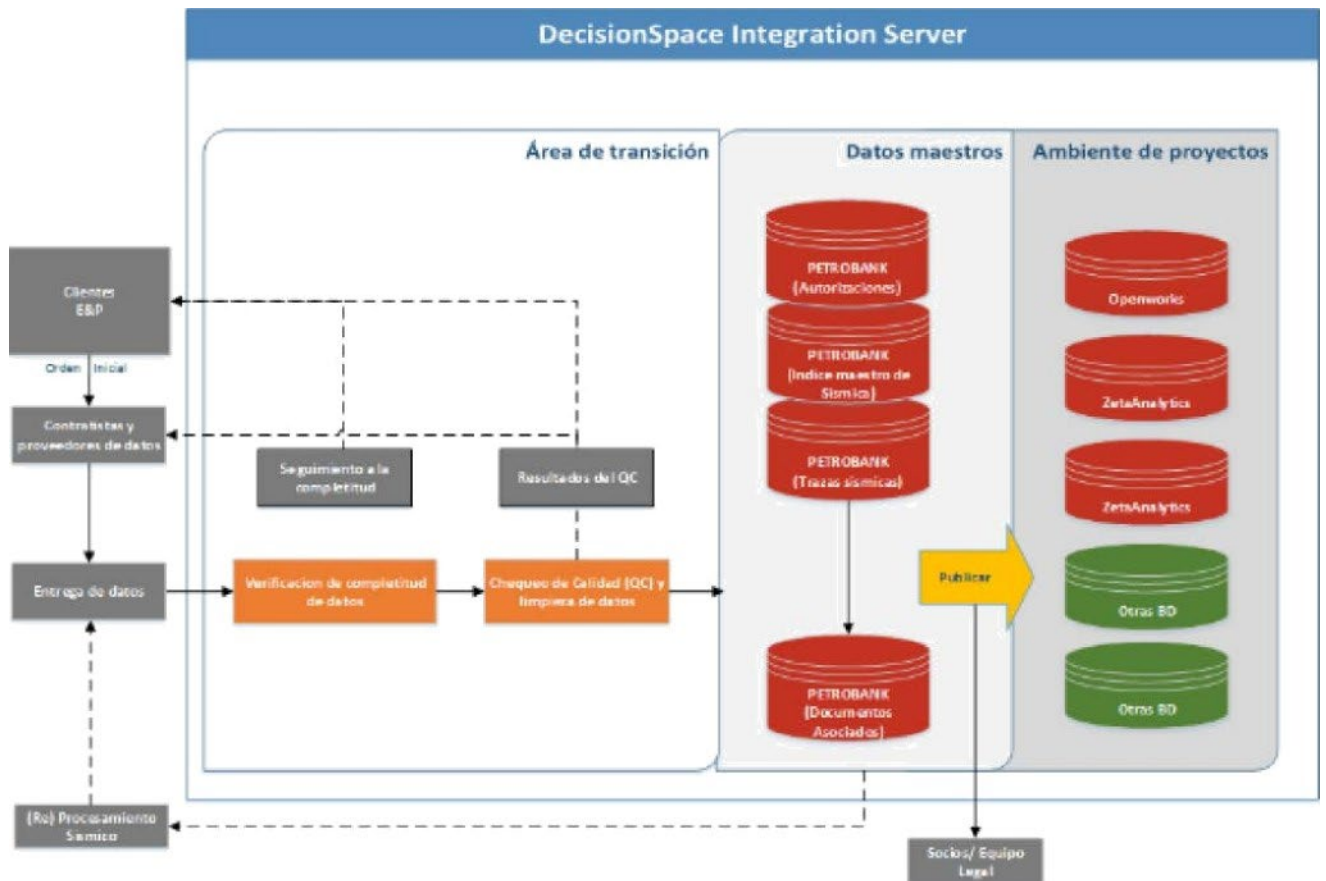 DecisionSpace Integration Server
Área de transición
Datos maestros
Ambiente de proyectos
Clientes
E&P
Orden Inicial
Contratistas y
proveedores de datos
Entrega de datos
(Re) Procesamiento
Sísmico
Seguimiento a la
completitud
Resultados del QC
Verificacion de completitud
de datos
Chequeo de Calidad (QC) y
limpieza de datos
PETROBANK
(Autorizaciones)
PETROBANK
(Indice maestro de
Sísmica)
PETROBANK
(Trazas sísmicas)
PETROBANK
(Documentos
Asociados)
Publicar
Openworks
ZetaAnalytics
ZetaAnalytics
Otras BD
Otras BD
Socios/ Equipo
Legal